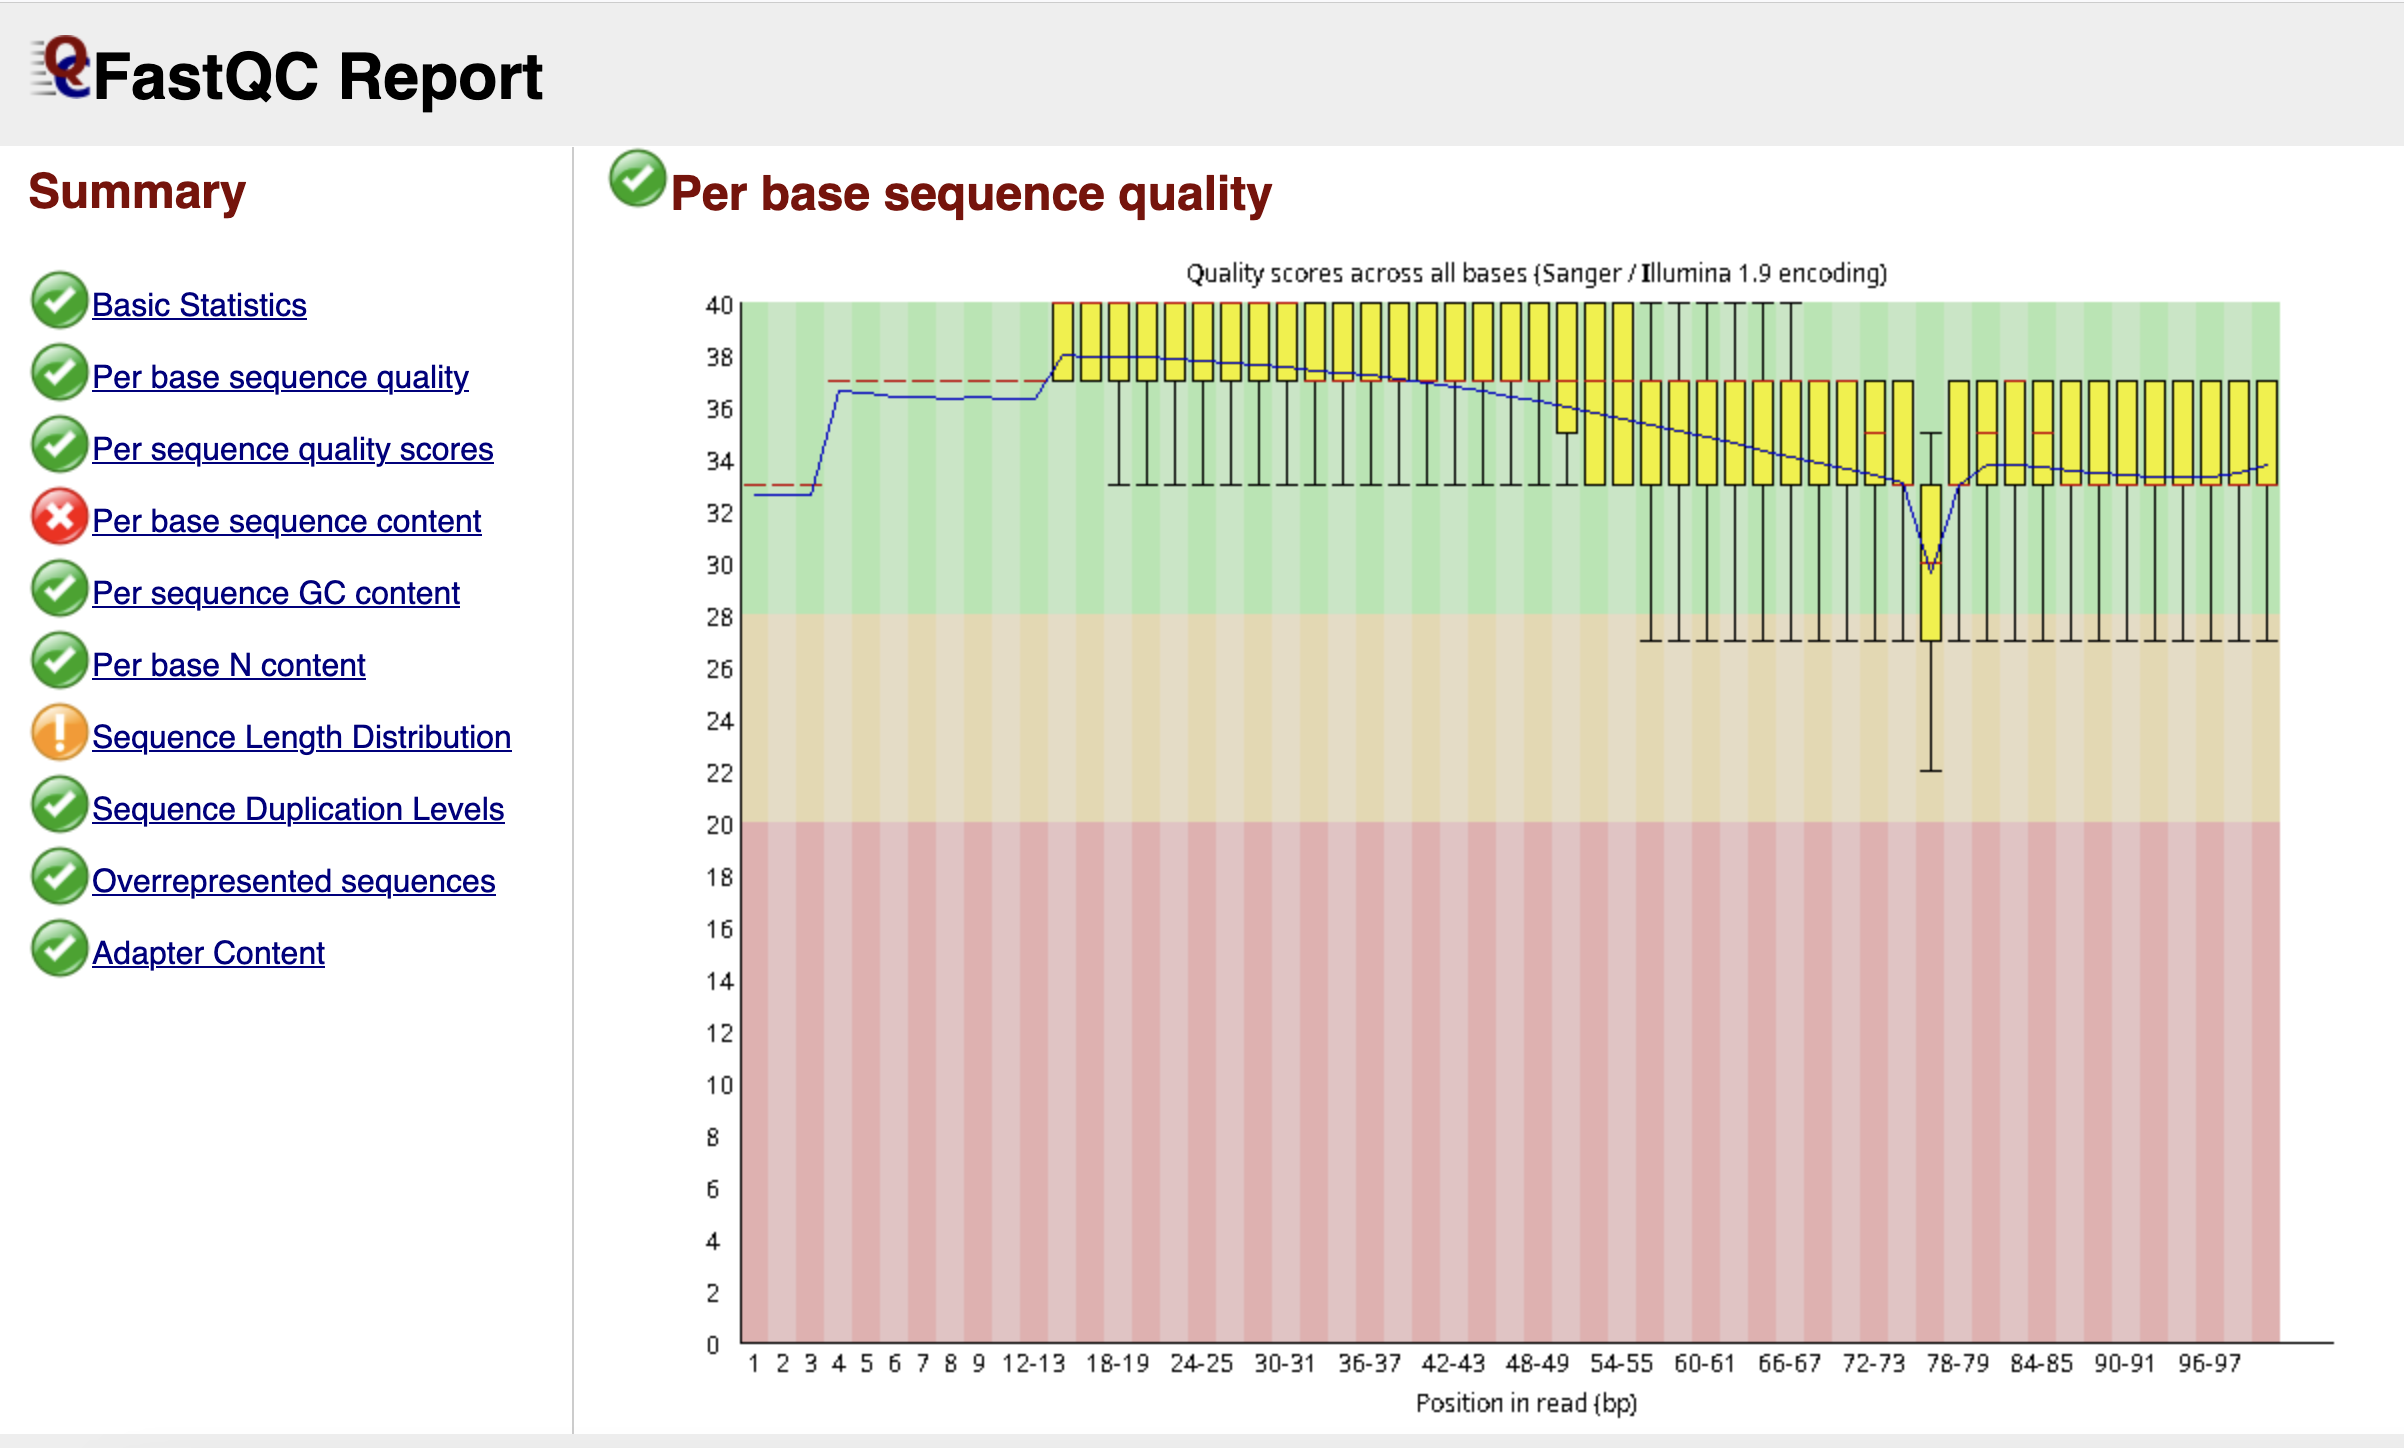 FastQC Report
Summary
Basic Statistics
Per base sequence quality
Per sequence quality scores
Per base sequence content
Per sequence GC content
Per base N content
Sequence Length Distribution
Sequence Duplication Levels
Overrepresented sequences
Adapter Content
Per base sequence quality
Quality scores across all bases (Sanger / Illumina 1.9 encoding)
40
38
36
34
32
30
28
26
24
22
20
18
16
14
12
10
8
6
4
2
0
1 2 3 4 5 6 7 8 9 12-13 18-19 24-25 30-31 36-37 42-43 48-49 54-55 60-61 66-67 72-73 78-79 84-85 90-91 96-97
Position in read (bp)